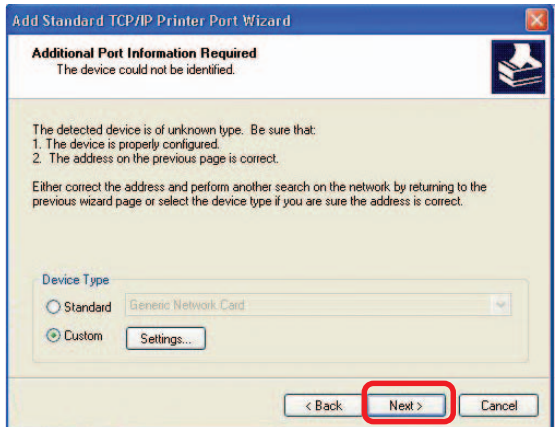 Add Standard TCP/IP Printer Port Wizard
Additional Port Information Required
The device could not be identified.
The detected device is of unknown type.  Be sure that:
1. The device is properly configured.
2.  The address on the previous page is correct.
Either correct the address and perform another search on the network by returning to the
previous wizard page or select the device type if you are sure the address is correct.
Device Type
Standard
Generic Network Card
Custom
Settings...
< Back
Next >
Cancel